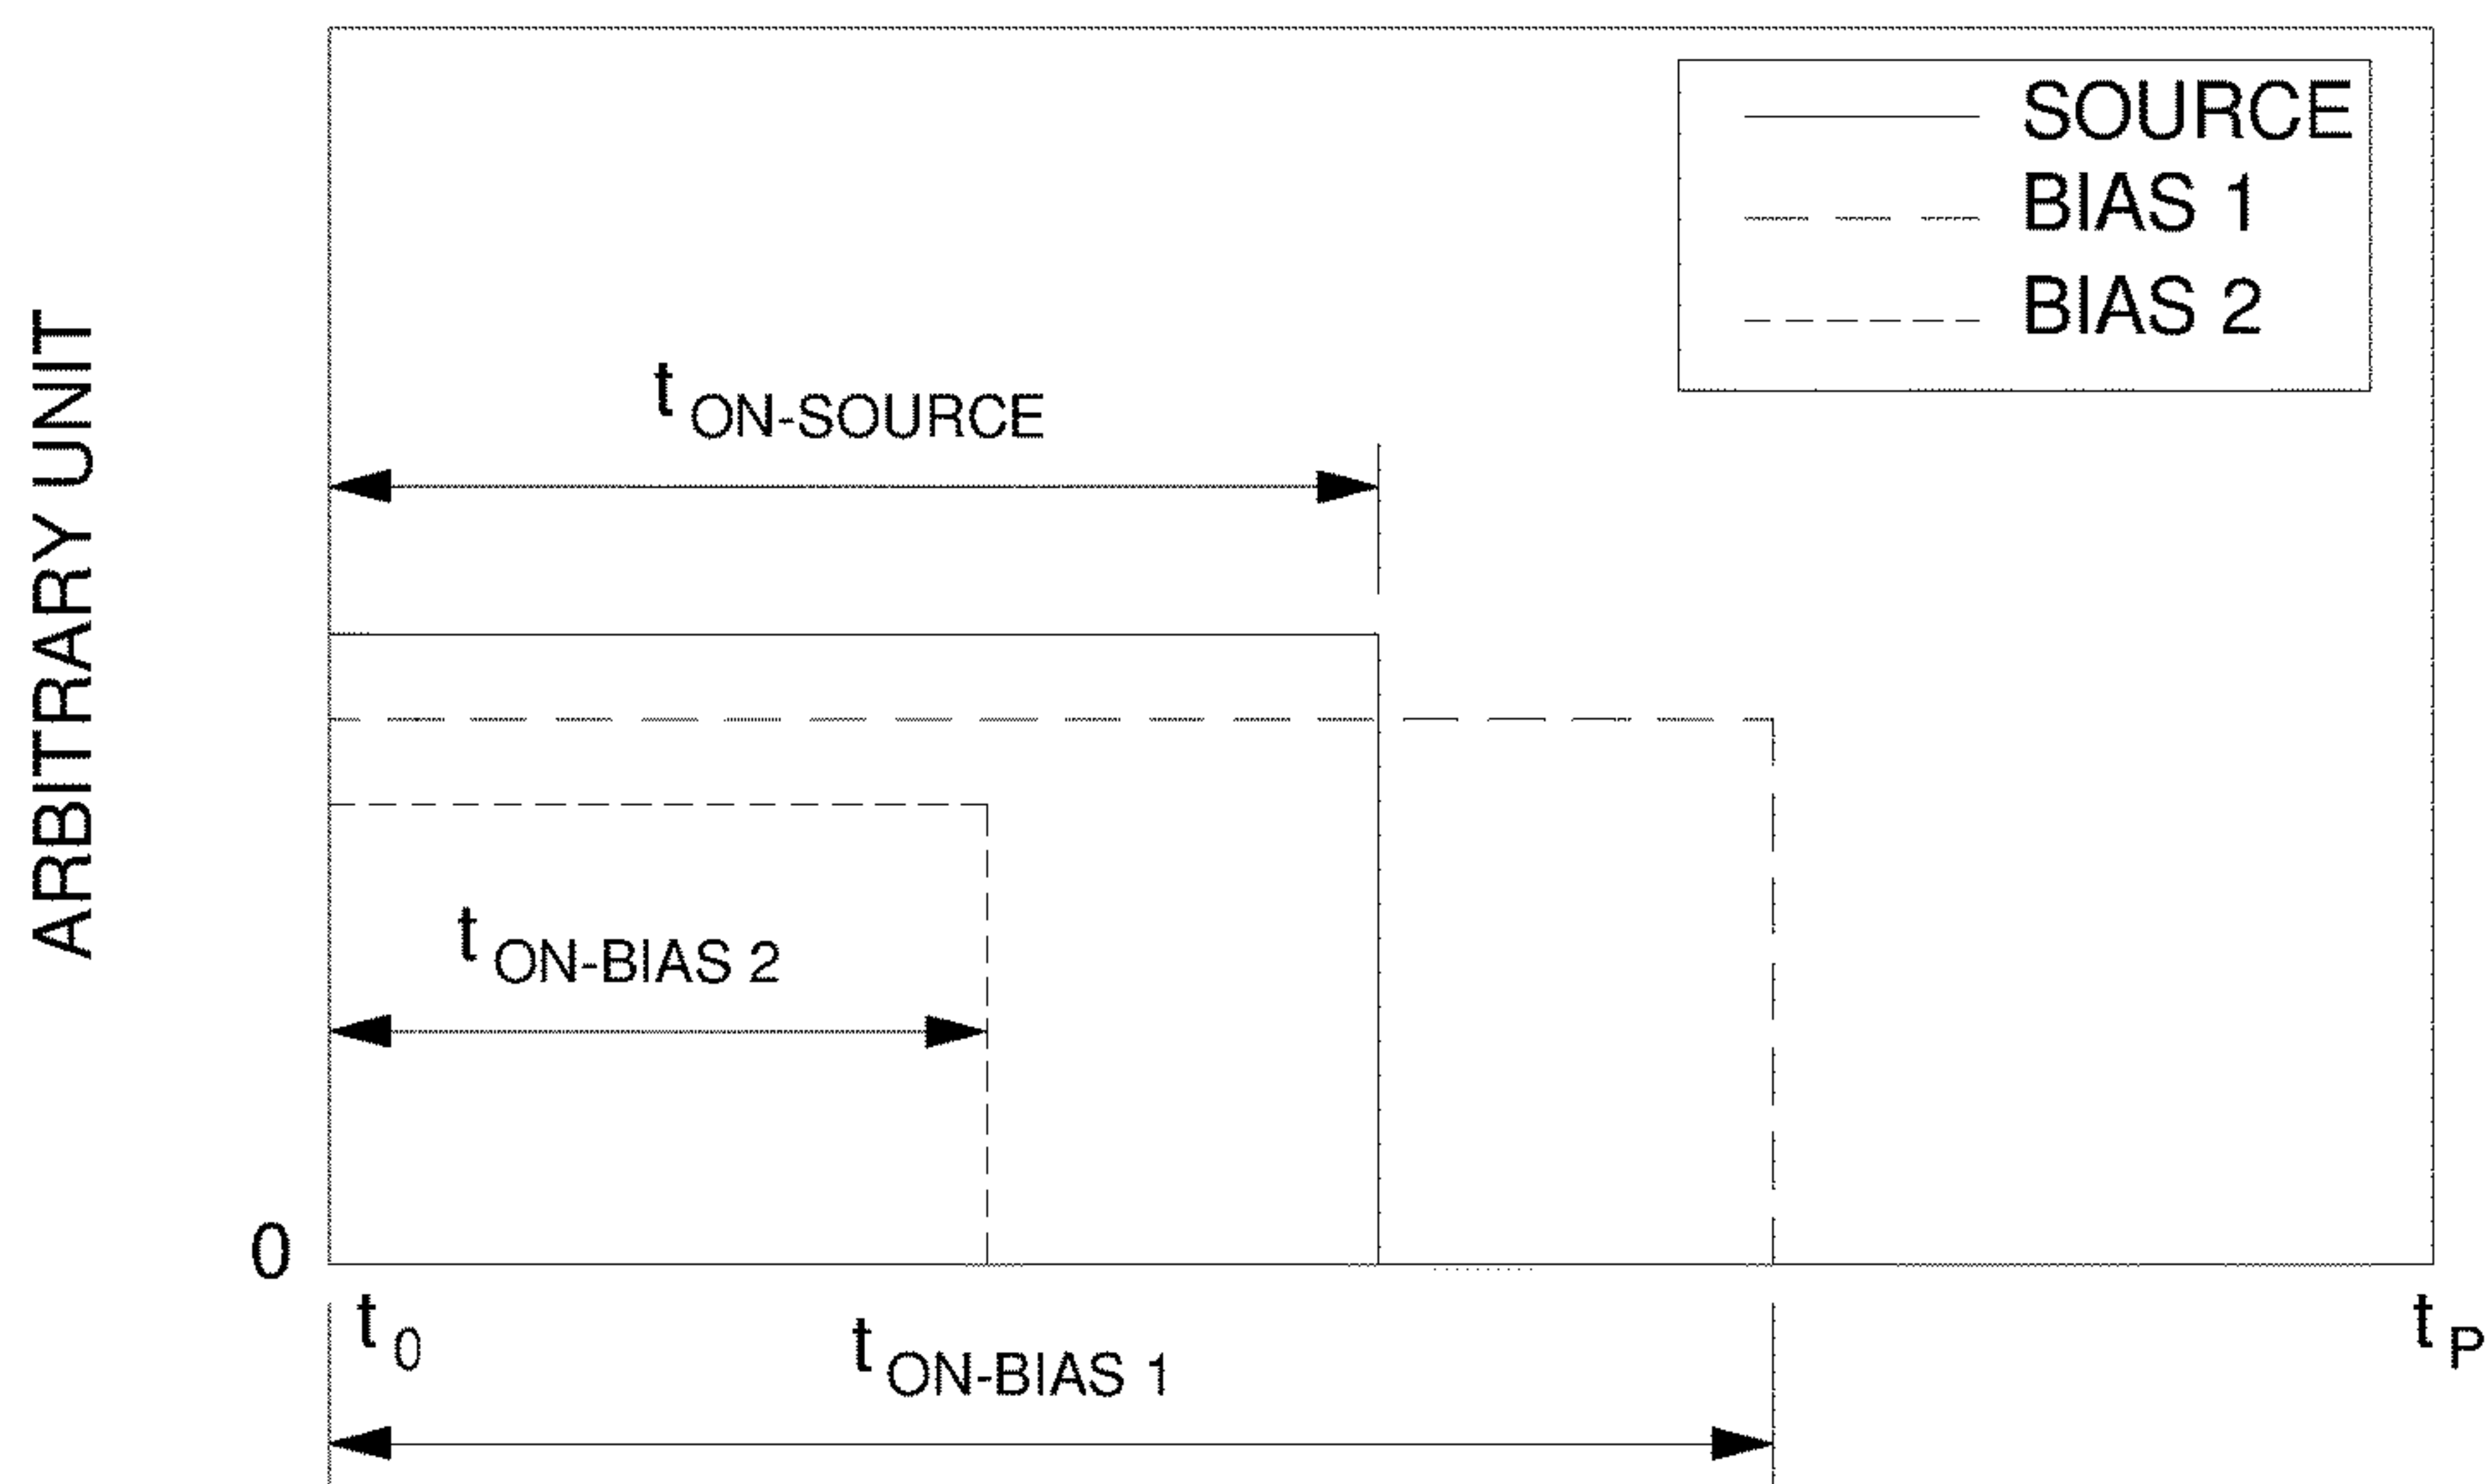 ARBITRARY UNIT
SOURCE
BIAS 1
BIAS 2
t ON-SOURCE
t ON-BIAS 2
0
t 0
t P
t ON-BIAS 1